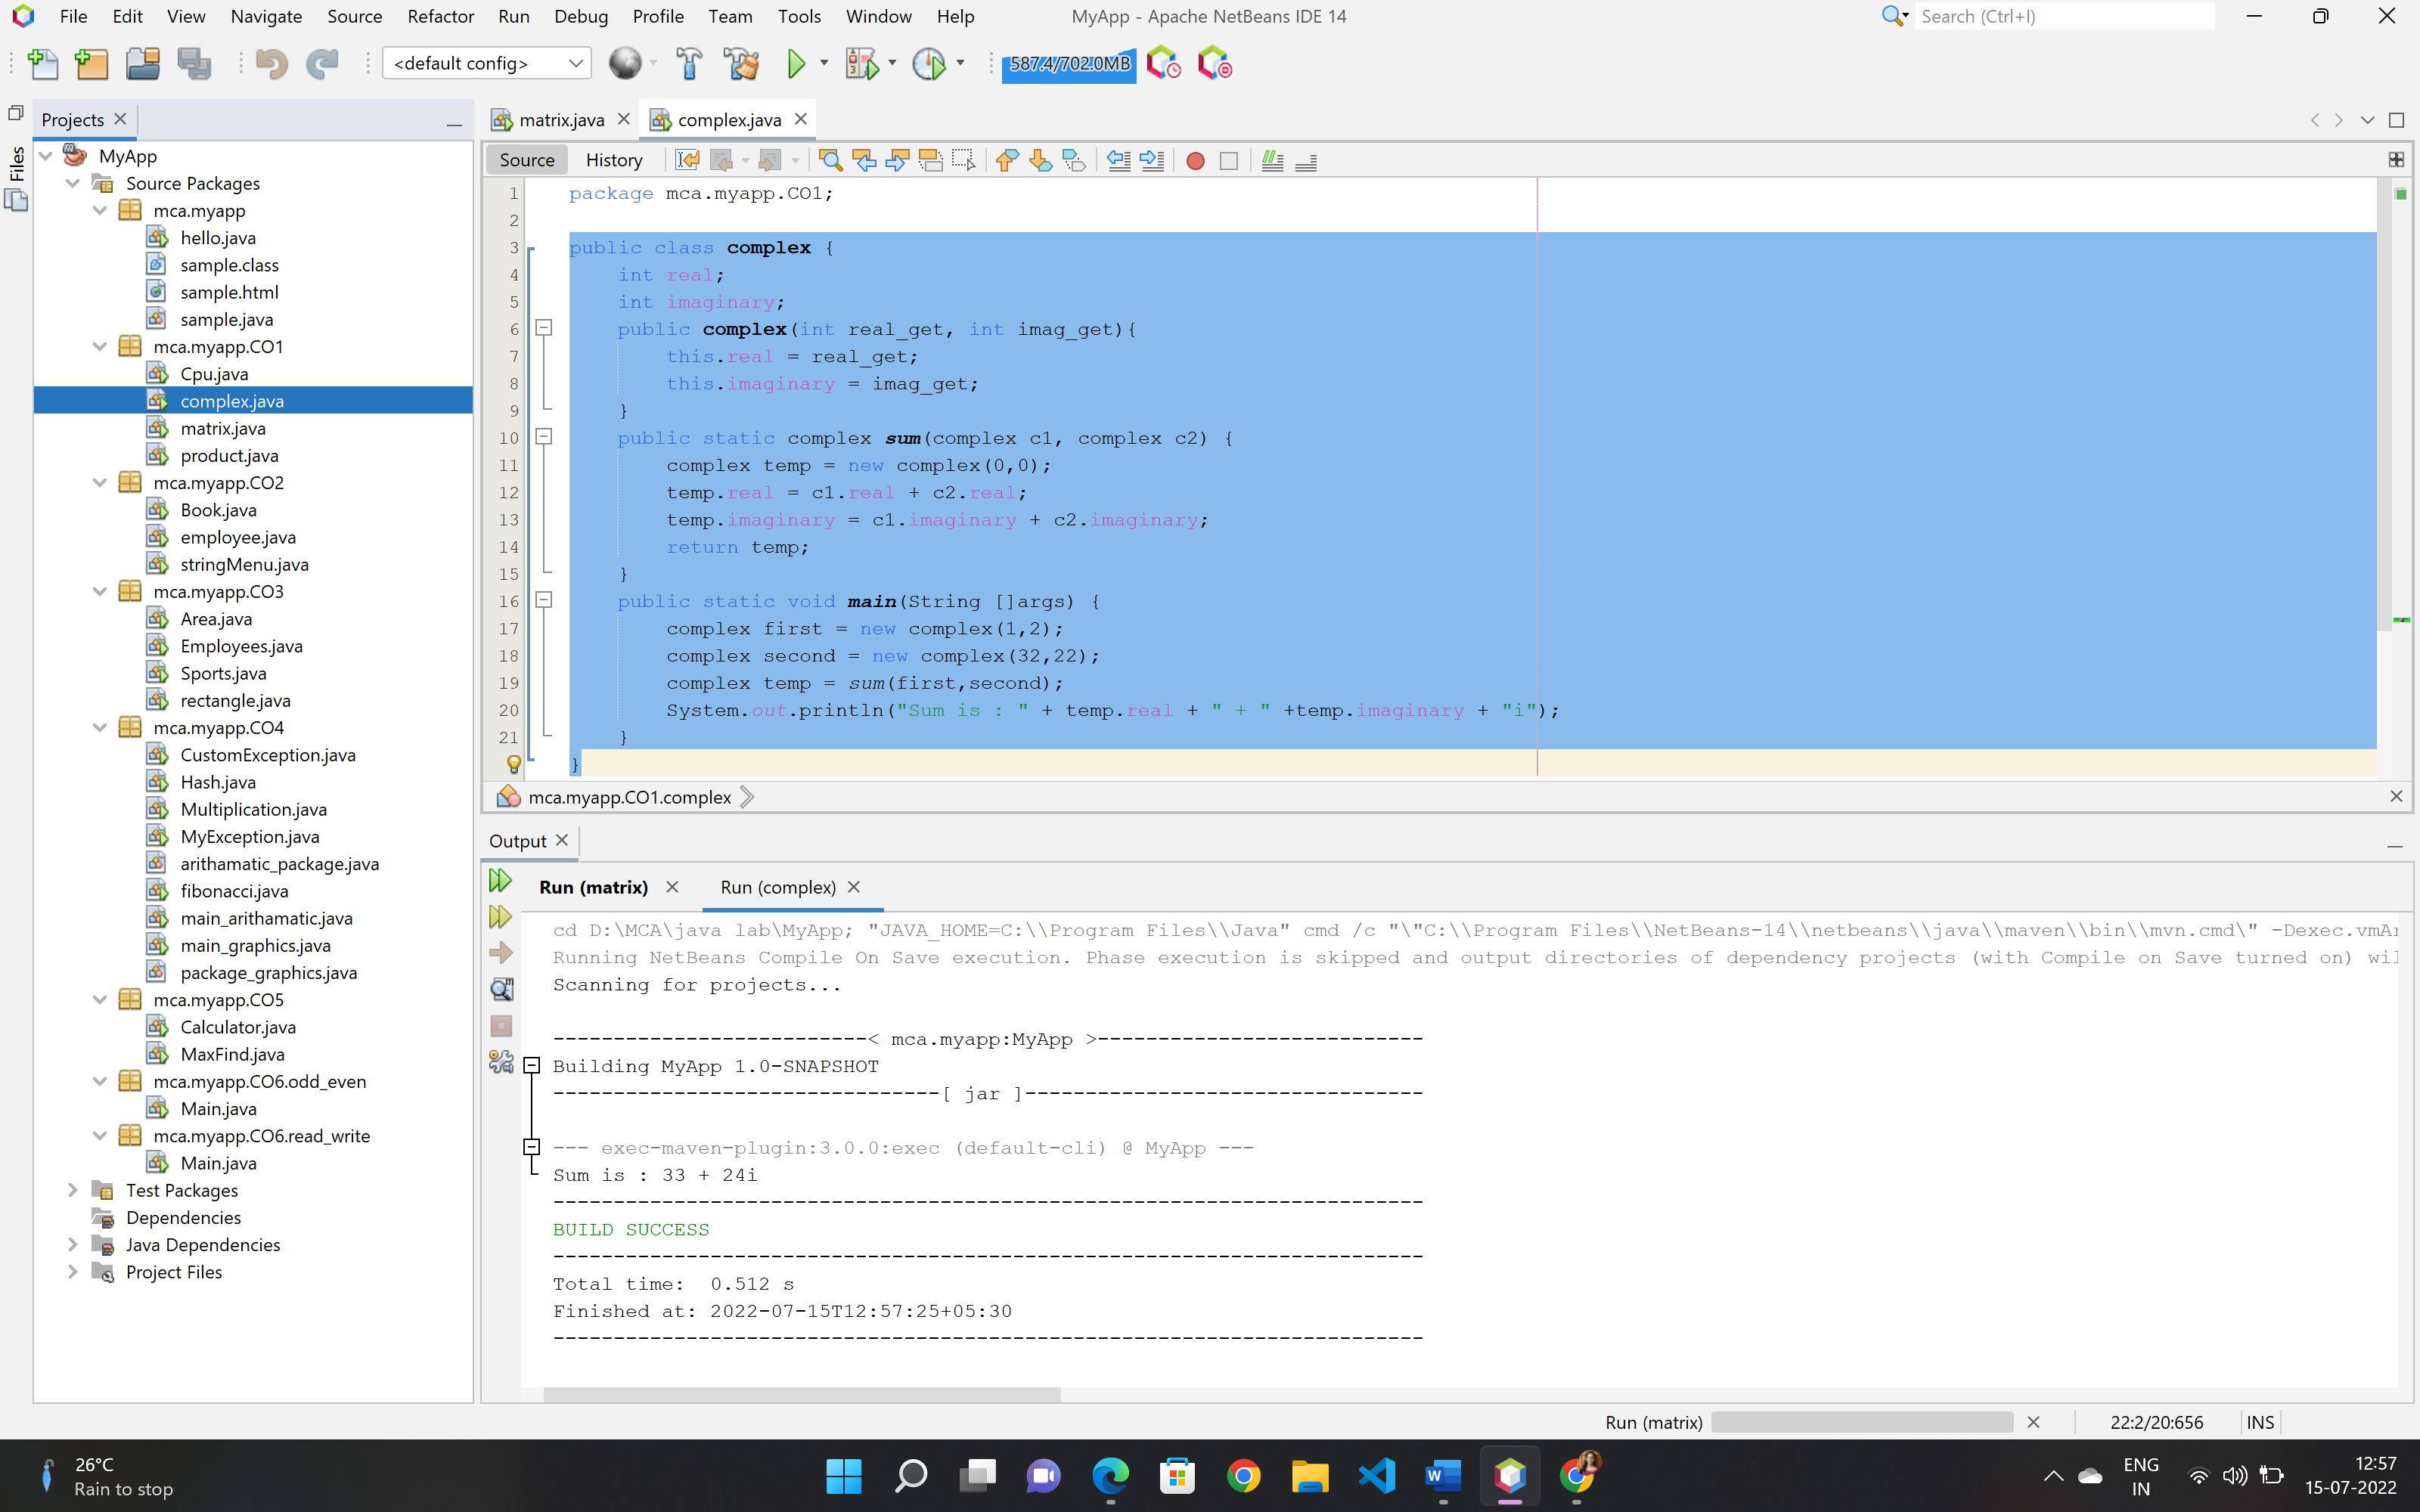 File Edit View Navigate Source Refactor Run Debug Profile Team Tools Window Help MyApp - Apache NetBeans IDE 14 Search (Ctrl+I)
<default config> 587.4/702.0MB
Files
Projects
MyApp
Source Packages
mca.myapp
hello.java
sample.class
sample.html
sample.java
mca.myapp.CO1
Cpu.java
complex.java
matrix.java
product.java
mca.myapp.CO2
Book.java
employee.java
stringMenu.java
mca.myapp.CO3
Area.java
Employees.java
Sports.java
rectangle.java
mca.myapp.CO4
CustomException.java
Hash.java
Multiplication.java
MyException.java
arithamatic_package.java
fibonacci.java
main_arithamatic.java
main_graphics.java
package_graphics.java
mca.myapp.CO5
Calculator.java
MaxFind.java
mca.myapp.CO6.odd_even
Main.java
mca.myapp.CO6.read_write
Main.java
Test Packages
Dependencies
Java Dependencies
Project Files
matrix.java complex.java
Source History
1 package mca.myapp.CO1;
2
3 public class complex {
4 int real;
5 int imaginary;
6 public complex(int real_get, int imag_get){
7 this.real = real_get;
8 this.imaginary = imag_get;
9 }
10 public static complex sum(complex c1, complex c2) {
11 complex temp = new complex(0,0);
12 temp.real = c1.real + c2.real;
13 temp.imaginary = c1.imaginary + c2.imaginary;
14 return temp;
15 }
16 public static void main(String []args) {
17 complex first = new complex(1,2);
18 complex second = new complex(32,22);
19 complex temp = sum(first,second);
20 System.out.println("Sum is : " + temp.real + " + " +temp.imaginary + "i");
21 }
}
mca.myapp.CO1.complex
Output
Run (matrix) Run (complex)
cd D:\MCA\java lab\MyApp; "JAVA_HOME=C:\\Program Files\\Java" cmd /c "\"C:\\Program Files\\NetBeans-14\\netbeans\\java\\maven\\bin\\mvn.cmd\" -Dexec.vmAr
Running NetBeans Compile On Save execution. Phase execution is skipped and output directories of dependency projects (with Compile on Save turned on) wil
Scanning for projects...
--------------------------< mca.myapp:MyApp >---------------------------
Building MyApp 1.0-SNAPSHOT
--------------------------------[ jar ]---------------------------------
--- exec-maven-plugin:3.0.0:exec (default-cli) @ MyApp ---
Sum is : 33 + 24i
------------------------------------------------------------------------
BUILD SUCCESS
------------------------------------------------------------------------
Total time:  0.512 s
Finished at: 2022-07-15T12:57:25+05:30
------------------------------------------------------------------------
Run (matrix) 22:2/20:656 INS
26°C
Rain to stop
ENG
IN
12:57
15-07-2022